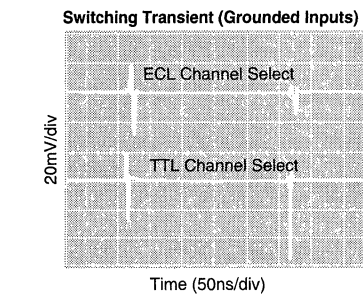 Switching Transient (Grounded Inputs)
ECL Channel Select
20mV/div
TTL Channel Select
Time (50ns/div)